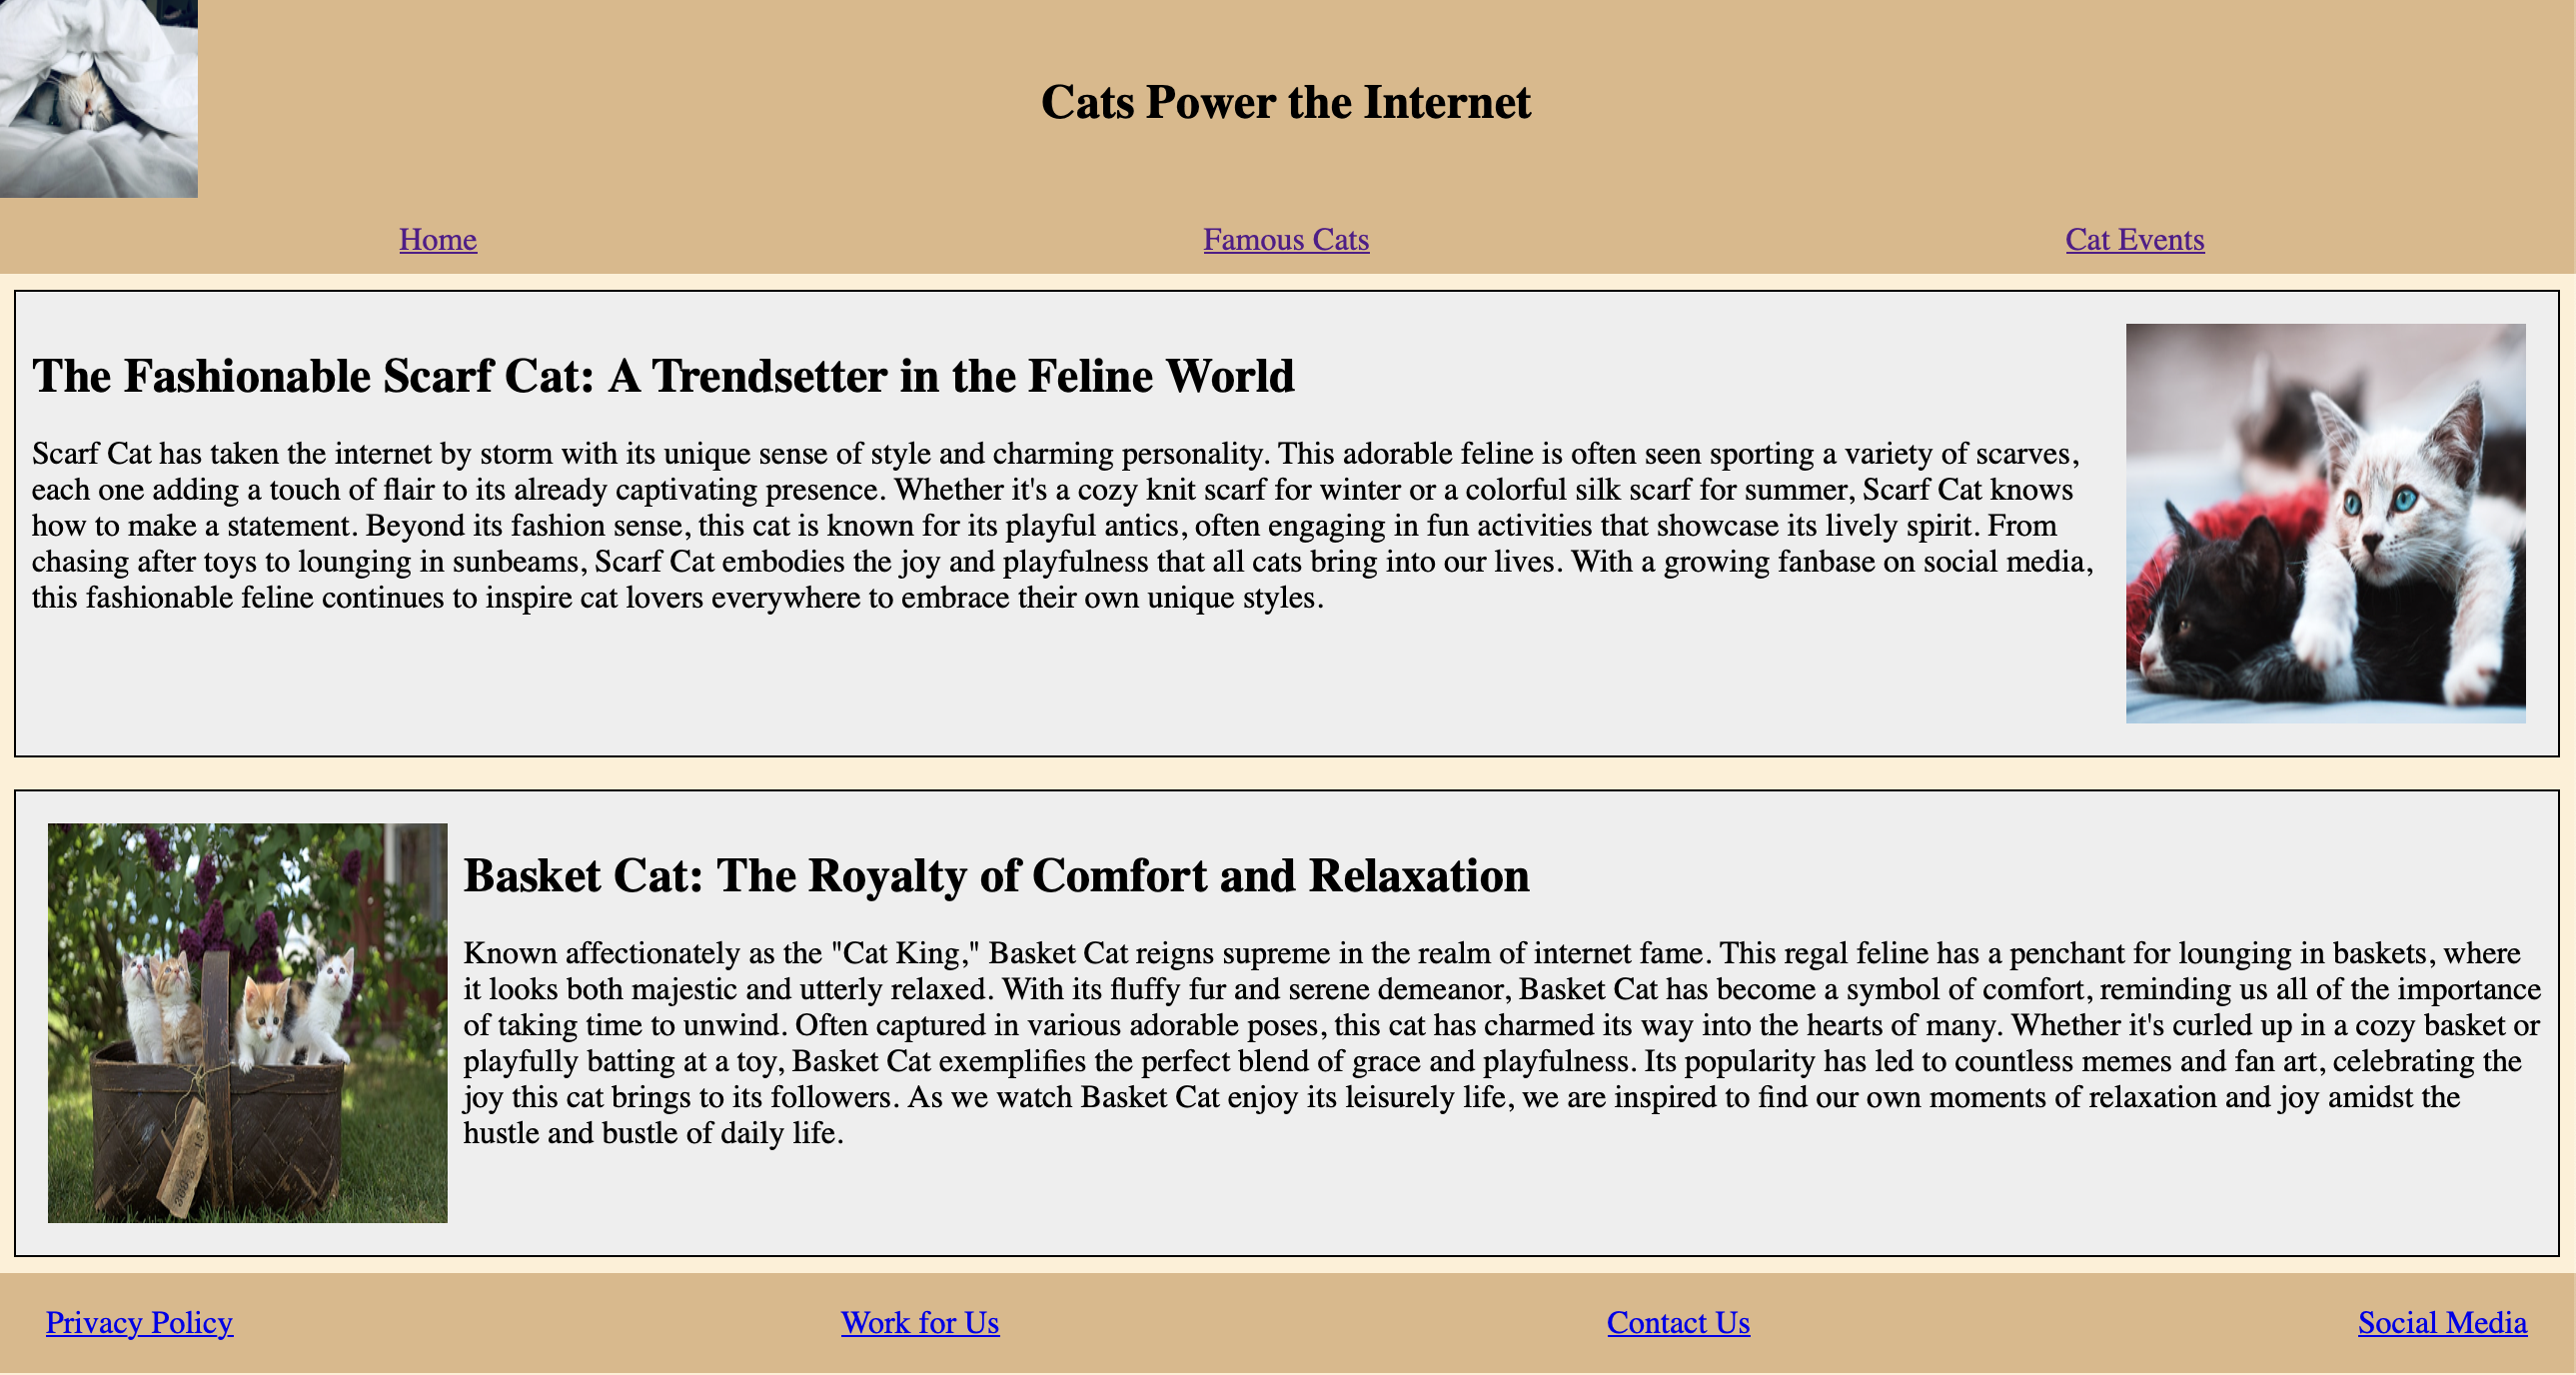 Cats Power the Internet
Home
Famous Cats
Cat Events
The Fashionable Scarf Cat: A Trendsetter in the Feline World
Scarf Cat has taken the internet by storm with its unique sense of style and charming personality. This adorable feline is often seen sporting a variety of scarves,
each one adding a touch of flair to its already captivating presence. Whether it's a cozy knit scarf for winter or a colorful silk scarf for summer, Scarf Cat knows
how to make a statement. Beyond its fashion sense, this cat is known for its playful antics, often engaging in fun activities that showcase its lively spirit. From
chasing after toys to lounging in sunbeams, Scarf Cat embodies the joy and playfulness that all cats bring into our lives. With a growing fanbase on social media,
this fashionable feline continues to inspire cat lovers everywhere to embrace their own unique styles.
Basket Cat: The Royalty of Comfort and Relaxation
Known affectionately as the "Cat King," Basket Cat reigns supreme in the realm of internet fame. This regal feline has a penchant for lounging in baskets, where
it looks both majestic and utterly relaxed. With its fluffy fur and serene demeanor, Basket Cat has become a symbol of comfort, reminding us all of the importance
of taking time to unwind. Often captured in various adorable poses, this cat has charmed its way into the hearts of many. Whether it's curled up in a cozy basket or
playfully batting at a toy, Basket Cat exemplifies the perfect blend of grace and playfulness. Its popularity has led to countless memes and fan art, celebrating the
joy this cat brings to its followers. As we watch Basket Cat enjoy its leisurely life, we are inspired to find our own moments of relaxation and joy amidst the
hustle and bustle of daily life.
Privacy Policy
Work for Us
Contact Us
Social Media